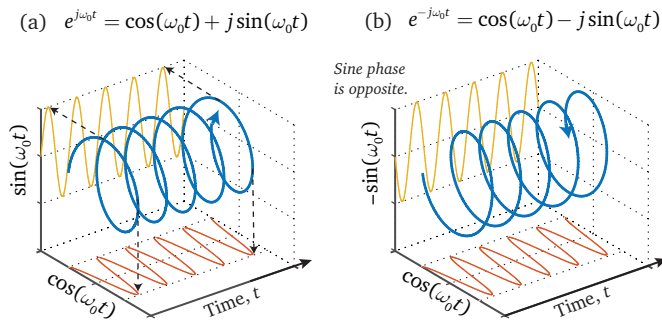 (a) e^{jω₀t} = cos(ω₀t) + j sin(ω₀t)
sin(ω₀t)
cos(ω₀t)
Time, t
(b) e^{−jω₀t} = cos(ω₀t) − j sin(ω₀t)
Sine phase
is opposite.
−sin(ω₀t)
cos(ω₀t)
Time, t